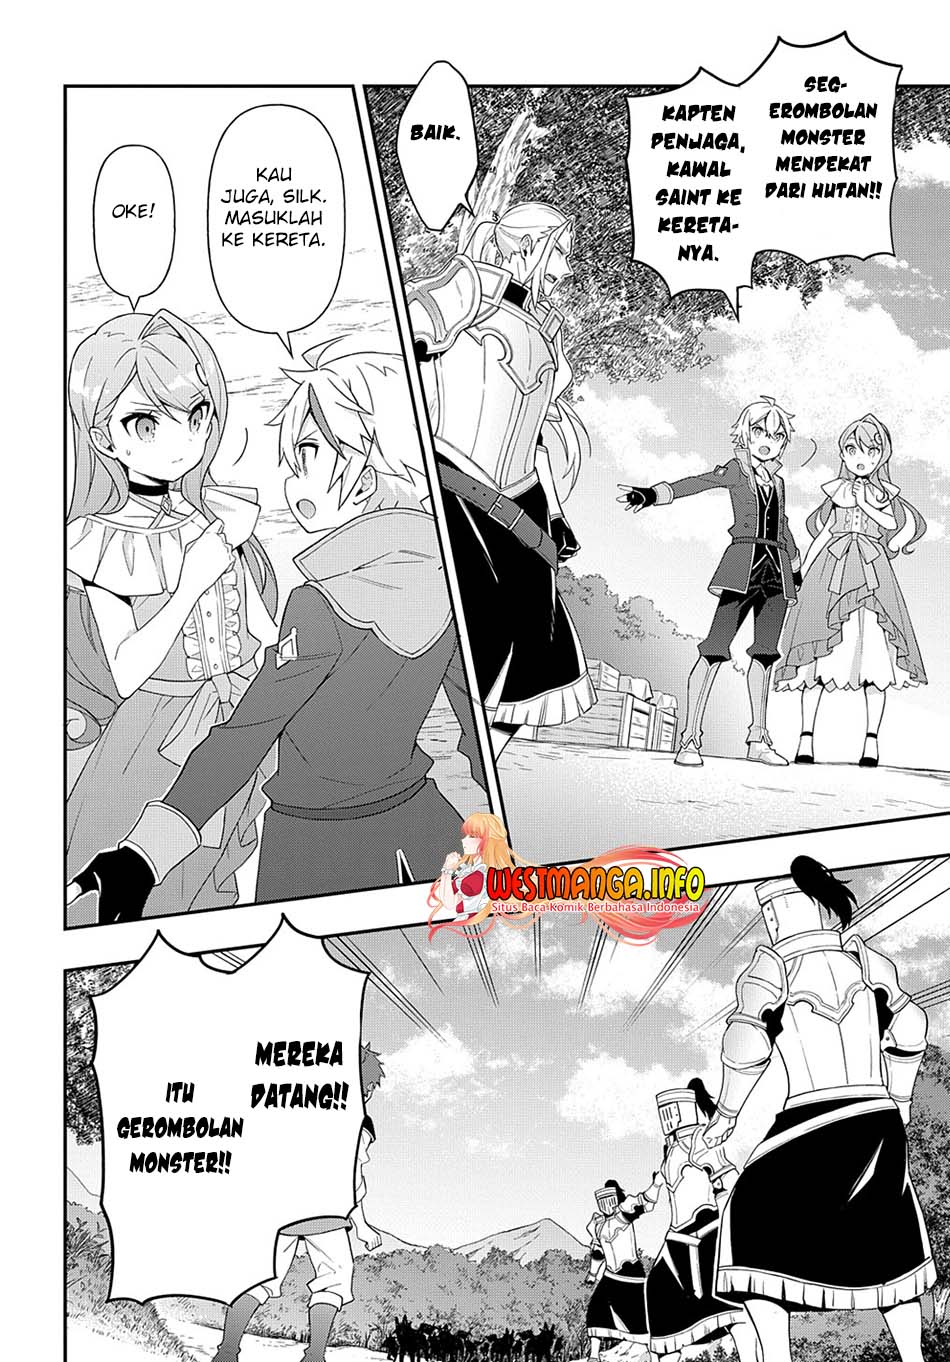 SEG-
EROMBOLAN
MONSTER
MENDEKAT
DARI HUTAN!!
KAPTEN
PENJAGA,
KAWAL
SAINT KE
KERETA-
NYA.
BAIK.
KAU
JUGA, SILK.
MASUKLAH
KE KERETA.
OKE!
WESTMANGA.INFO
SITUS BACA KOMIK BERBAHASA INDONESIA
MEREKA
DATANG!!
ITU
GEROMBOLAN
MONSTER!!